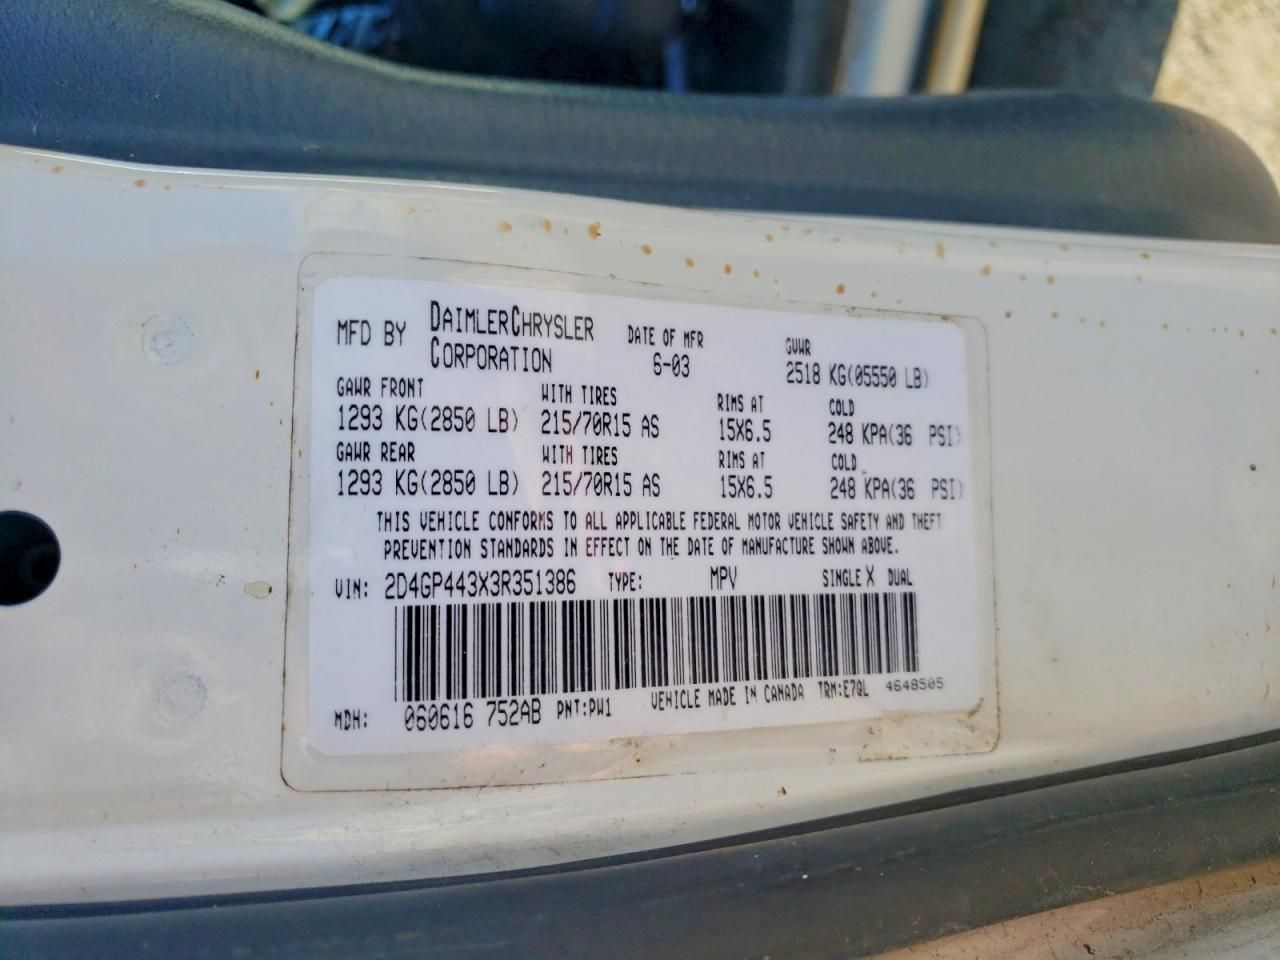 MFD BY DAIMLERCHRYSLER CORPORATION DATE OF MFR 6-03 GVWR 2518 KG(05550 LB)
GAWR FRONT WITH TIRES RIMS AT COLD
1293 KG(2850 LB) 215/70R15 AS 15X6.5 248 KPA(36 PSI)
GAWR REAR WITH TIRES RIMS AT COLD
1293 KG(2850 LB) 215/70R15 AS 15X6.5 248 KPA(36 PSI)
THIS VEHICLE CONFORMS TO ALL APPLICABLE FEDERAL MOTOR VEHICLE SAFETY AND THEFT
PREVENTION STANDARDS IN EFFECT ON THE DATE OF MANUFACTURE SHOWN ABOVE.
VIN: 2D4GP443X3R351386 TYPE: MPV SINGLE X DUAL
MDH: 060616 752AB PNT:PW1 VEHICLE MADE IN CANADA TRM:E7QL 4648505